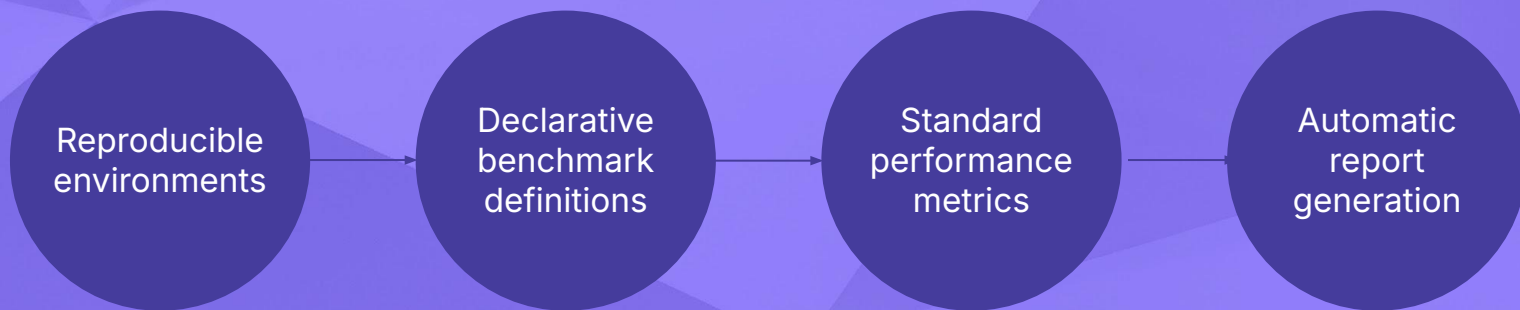 Reproducible
environments
Declarative
benchmark
definitions
Standard
performance
metrics
Automatic
report
generation